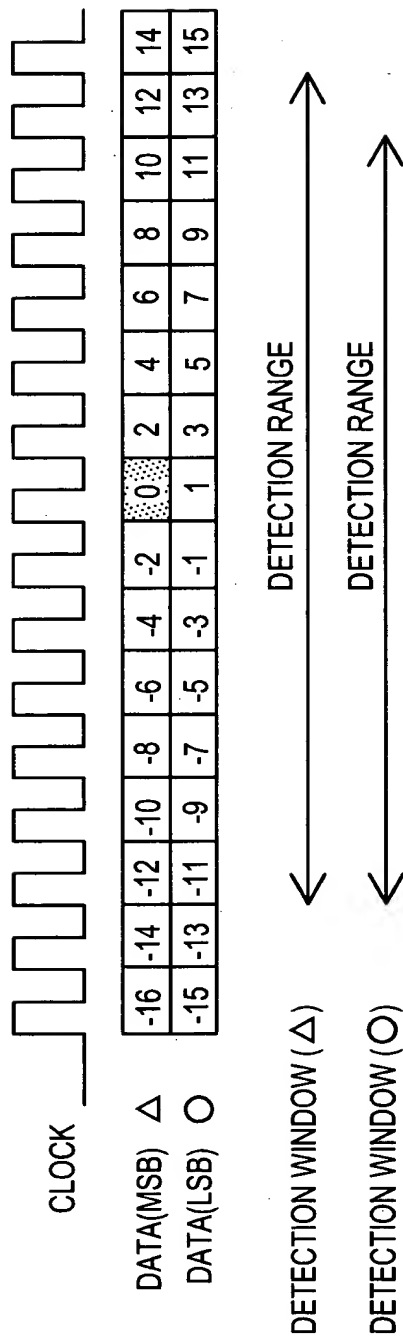 CLOCK
DATA(MSB) △ -16 -14 -12 -10 -8 -6 -4 -2 0 2 4 6 8 10 12 14
DATA(LSB) ○ -15 -13 -11 -9 -7 -5 -3 -1 1 3 5 7 9 11 13 15
DETECTION WINDOW (△) DETECTION RANGE
DETECTION WINDOW (○) DETECTION RANGE